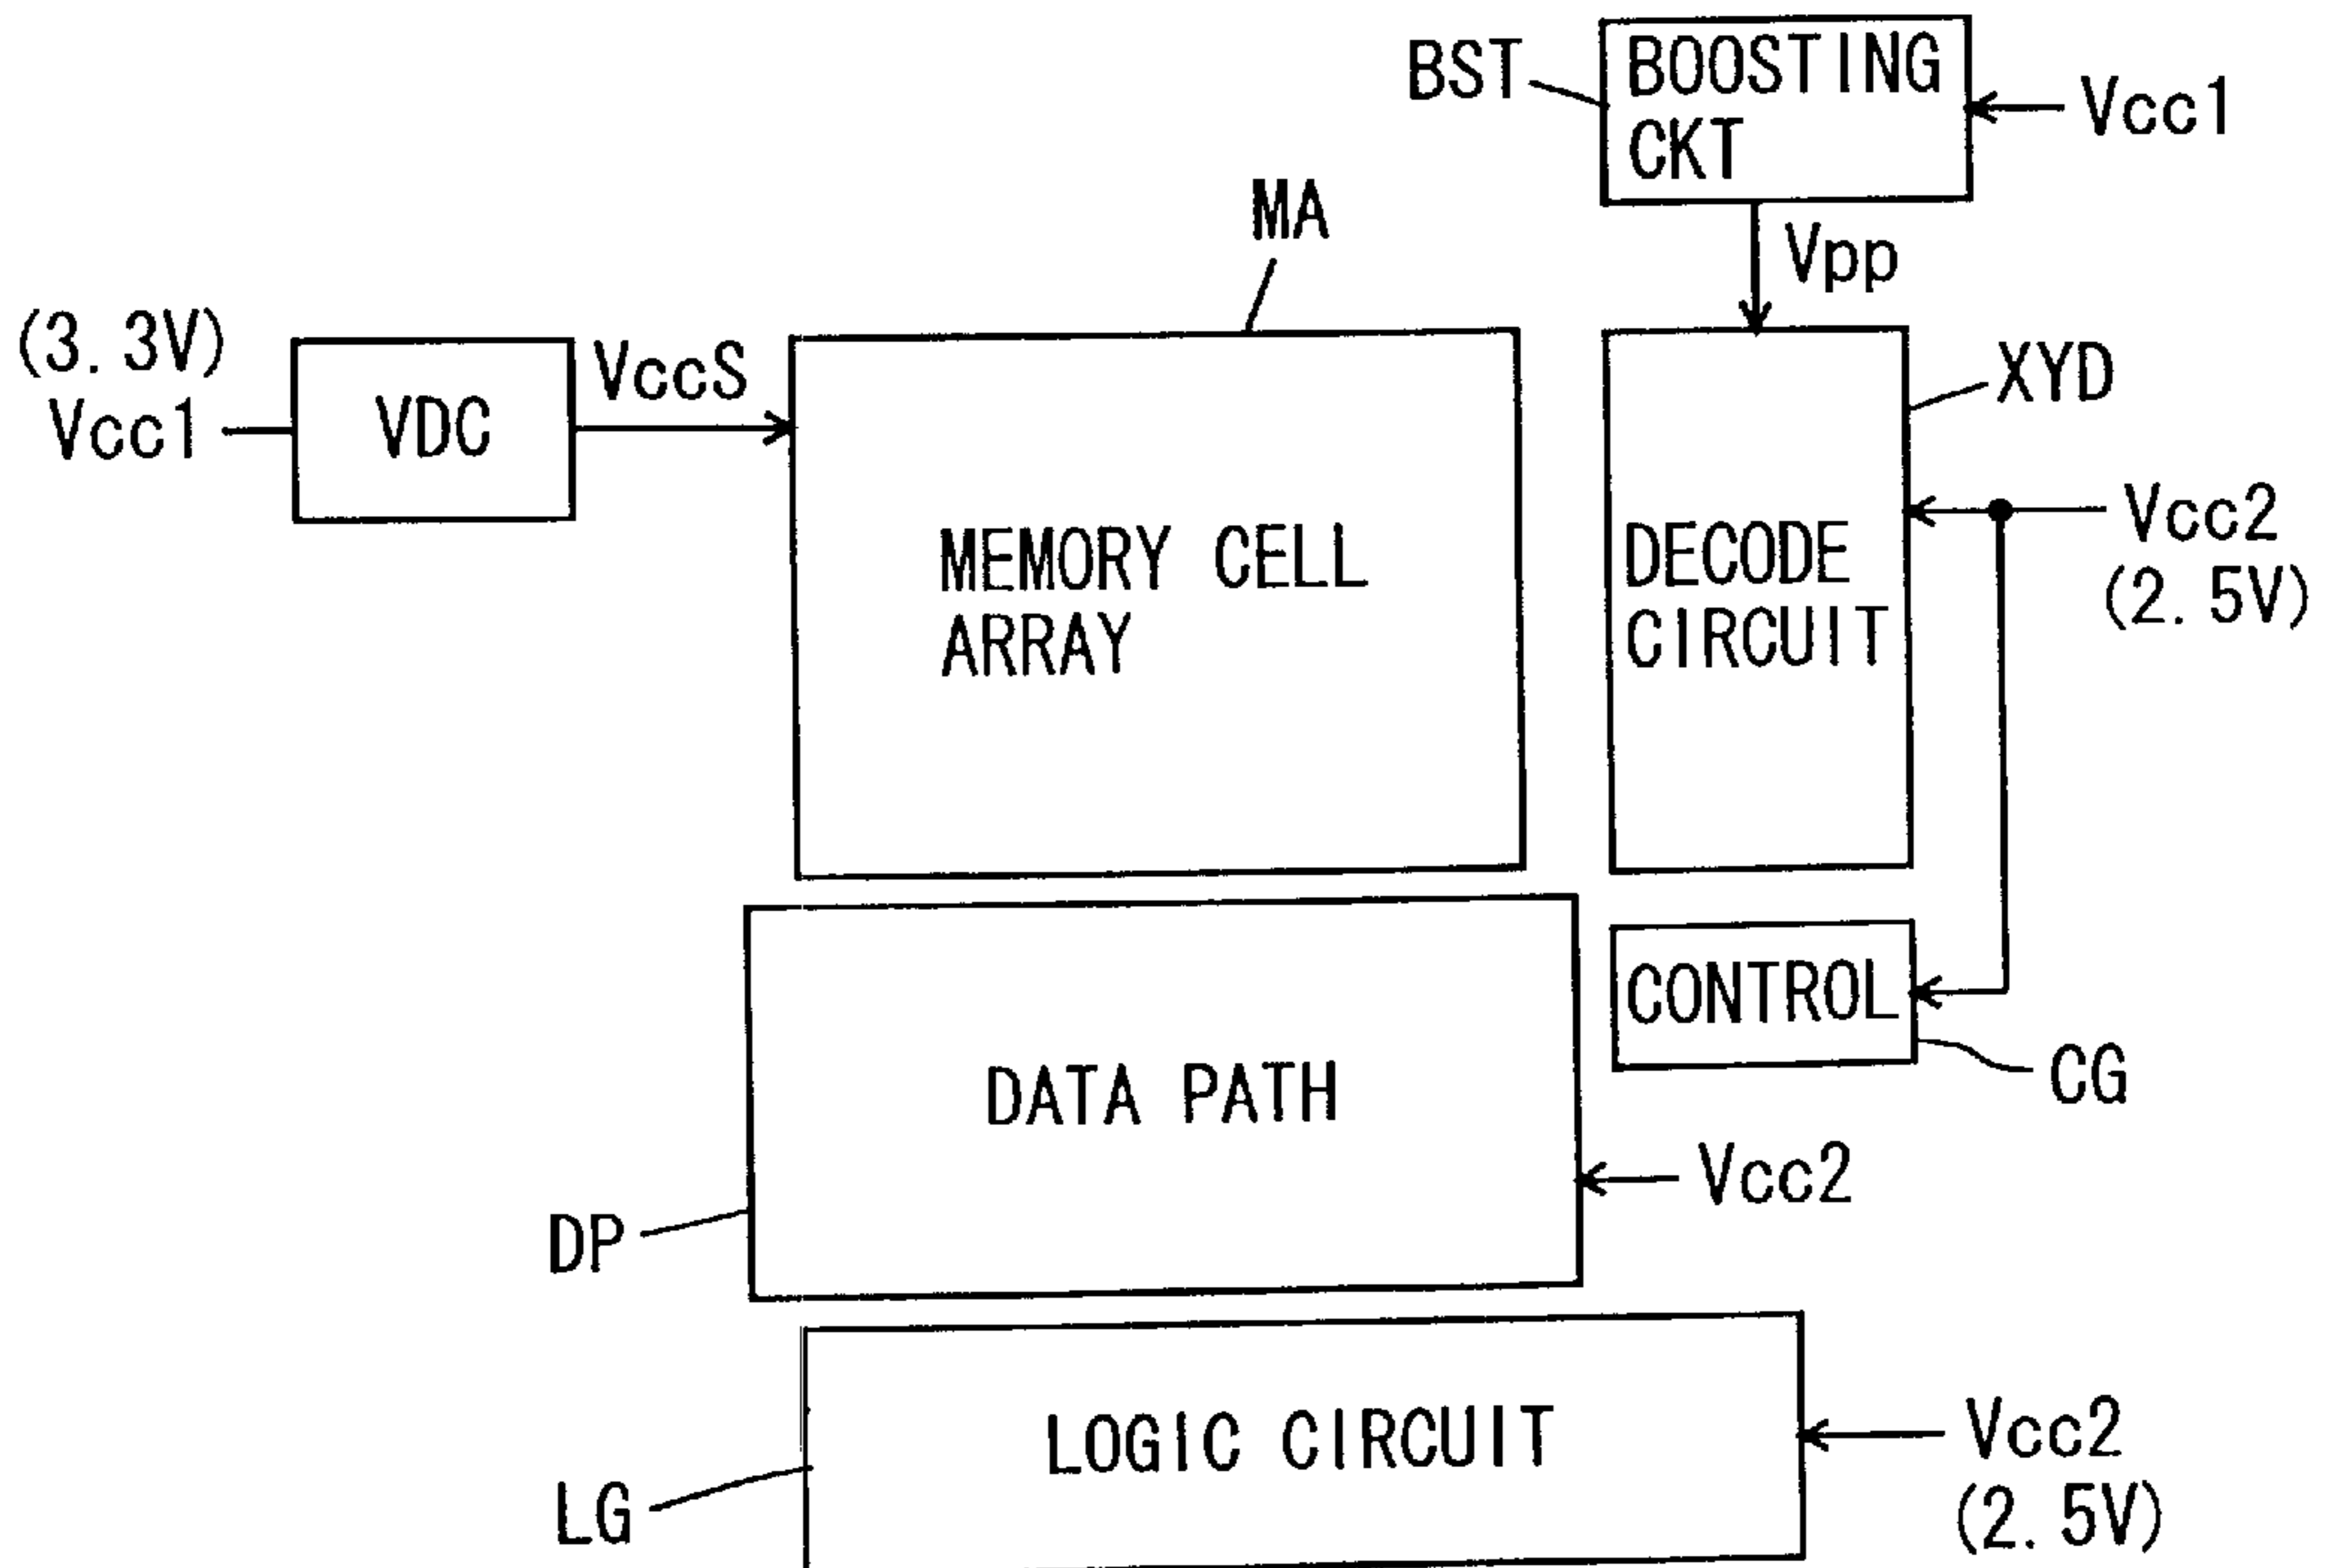 BST
BOOSTING
CKT
Vcc1
MA
Vpp
(3. 3V)
Vcc1
VDC
VccS
XYD
MEMORY CELL
ARRAY
DECODE
CIRCUIT
Vcc2
(2. 5V)
CONTROL
CG
DATA PATH
Vcc2
DP
LOGIC CIRCUIT
Vcc2
(2. 5V)
LG